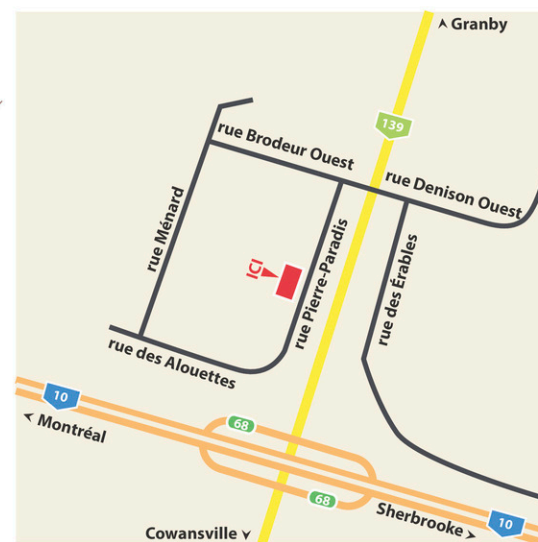 Granby
139
rue Brodeur Ouest
rue Denison Ouest
rue Ménard
ICI
rue Pierre-Paradis
rue des Érables
rue des Alouettes
10
Montréal
68
68
Sherbrooke
10
Cowansville